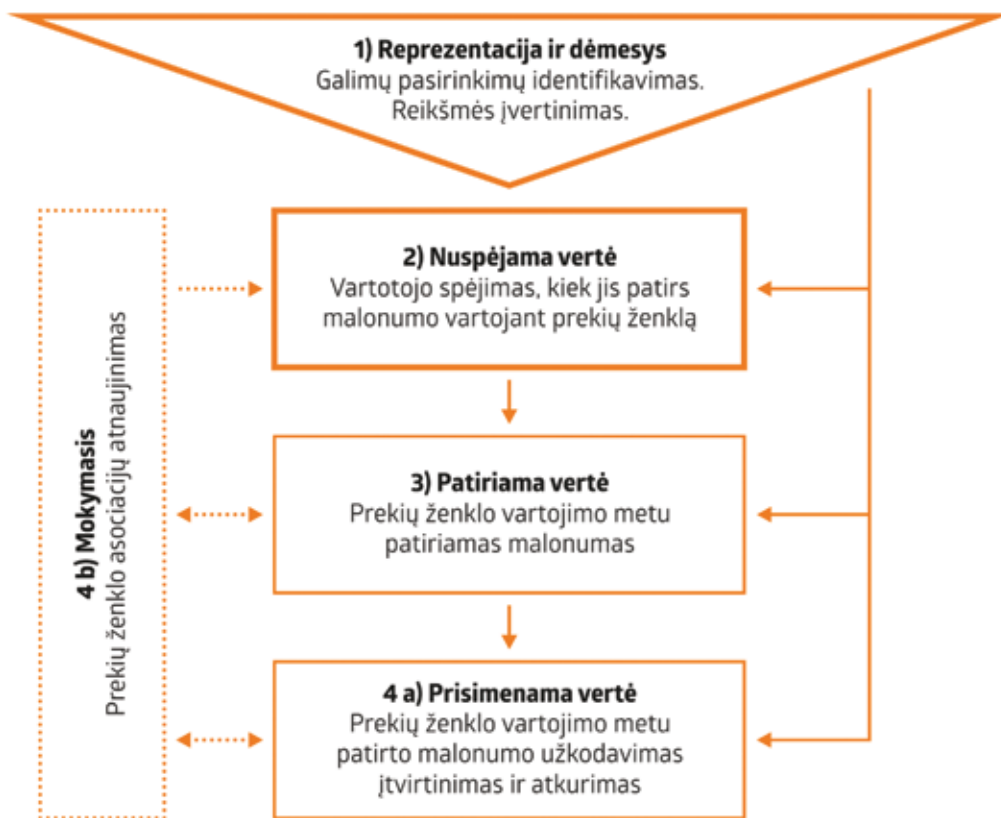 1) Reprezentacija ir dėmesys
Galimų pasirinkimų identifikavimas.
Reikšmės įvertinimas.
2) Nuspėjama vertė
Vartotojo spėjimas, kiek jis patirs
malonumo vartojant prekių ženklą
3) Patiriama vertė
Prekių ženklo vartojimo metu
patiriamas malonumas
4 a) Prisimenama vertė
Prekių ženklo vartojimo metu
patirto malonumo užkodavimas
įtvirtinimas ir atkurimas
4 b) Mokymasis
Prekių ženklo asociacijų atnaujinimas